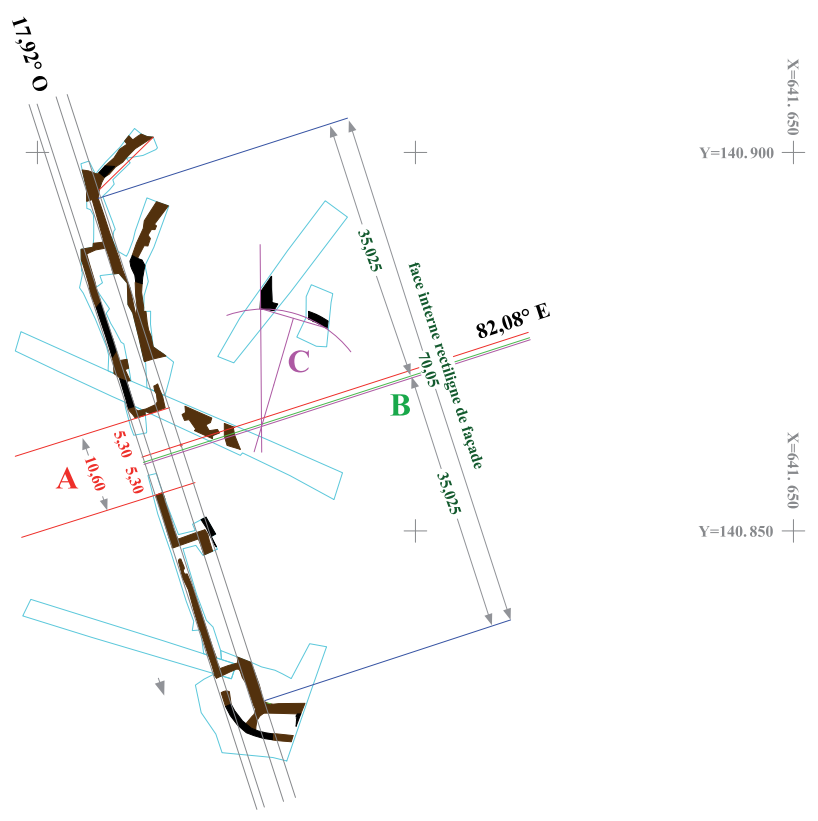 17,92° O
X=641. 650
Y=140. 900
35,025
face interne rectiligne de façade
70,05
82,08° E
C
B
5,30
5,30
10,60
A
35,025
X=641. 650
Y=140. 850